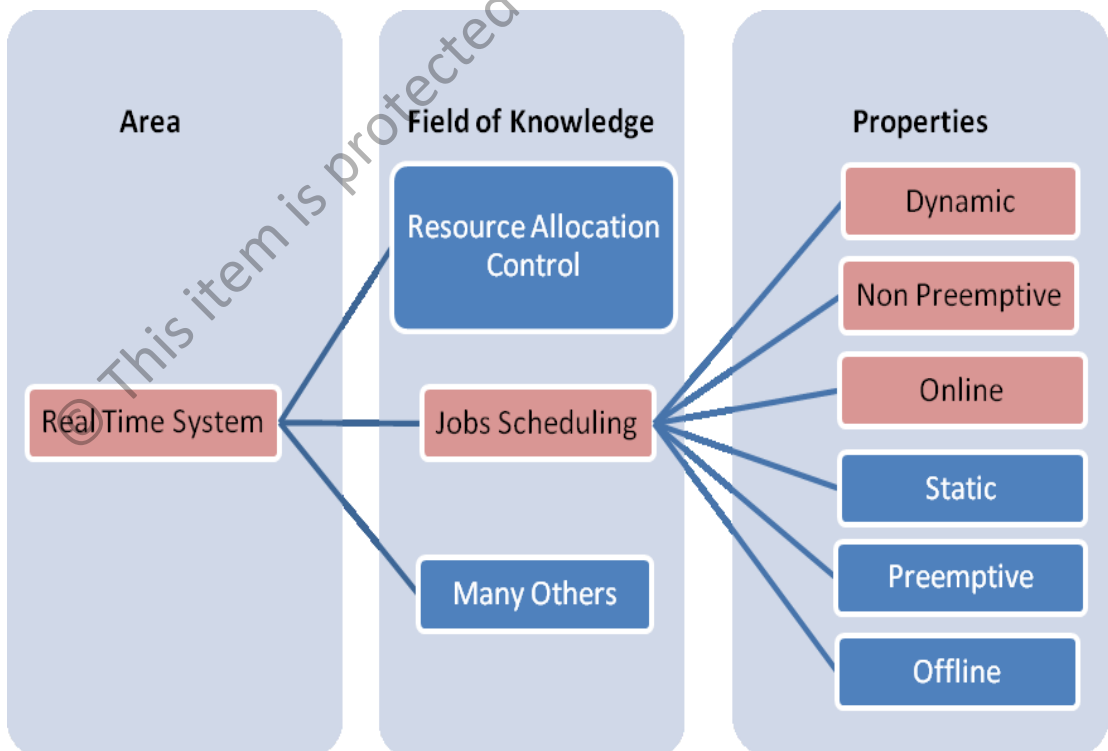 Area
Field of Knowledge
Properties
Resource Allocation
Control
Dynamic
Non Preemptive
Online
Real Time System
Jobs Scheduling
Static
Preemptive
Many Others
Offline
© This item is protected